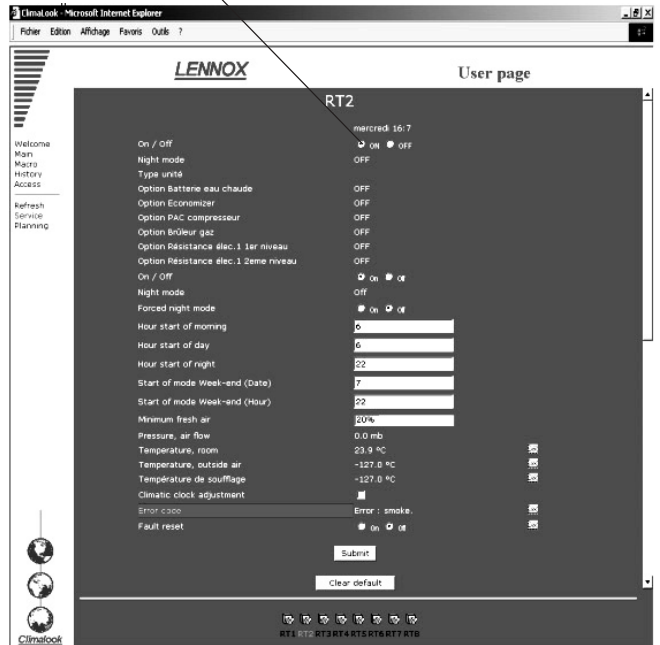 ClimaLook - Microsoft Internet Explorer
Fichier Edition Affichage Favoris Outils ?
LENNOX
User page
RT2
mercredi 16:7
Welcome
Main
Macro
History
Access
Refresh
Service
Planning
On / Off ON OFF
Night mode OFF
Type unité
Option Batterie eau chaude OFF
Option Economizer OFF
Option PAC compresseur OFF
Option Brûleur gaz OFF
Option Résistance élec.1 1er niveau OFF
Option Résistance élec.1 2eme niveau OFF
On / Off On Off
Night mode Off
Forced night mode On Off
Hour start of morning 6
Hour start of day 6
Hour start of night 22
Start of mode Week-end (Date) 7
Start of mode Week-end (Hour) 22
Minimum fresh air 20%
Pressure, air flow 0.0 mb
Temperature, room 23.9 ºC
Temperature, outside air -127.0 ºC
Température de soufflage -127.0 ºC
Climatic clock adjustment
Error code Error : smoke.
Fault reset On Off
Submit
Clear default
RT1 RT2 RT3 RT4 RT5 RT6 RT7 RT8
Climalook